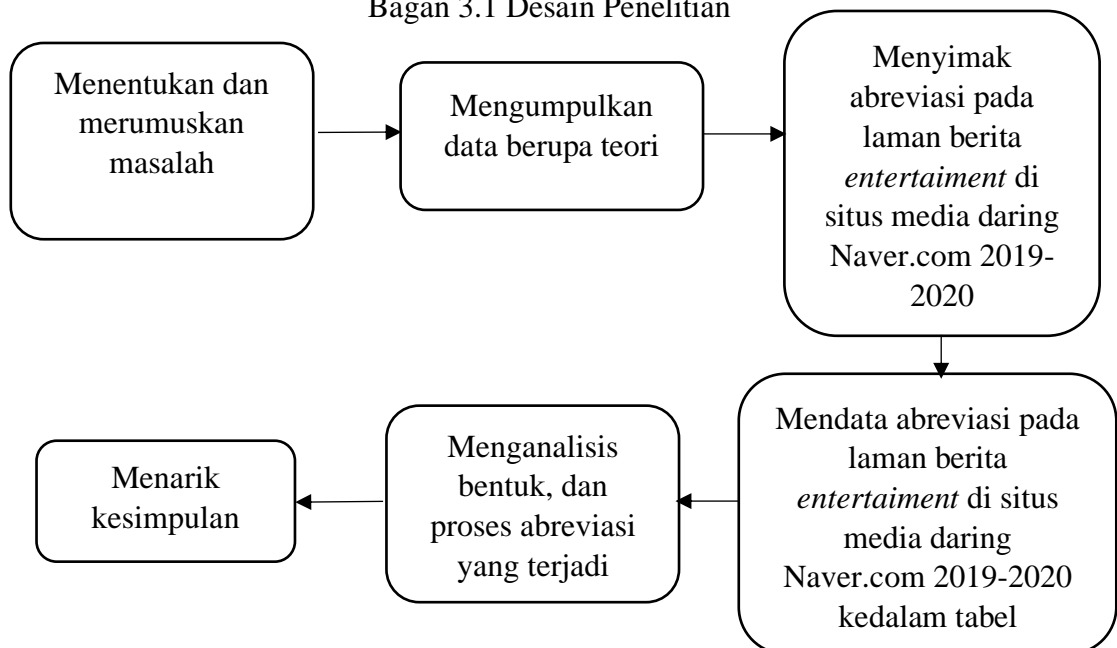 Bagan 3.1 Desain Penelitian
Menentukan dan
merumuskan
masalah
Mengumpulkan
data berupa teori
Menyimak
abreviasi pada
laman berita
entertaiment di
situs media daring
Naver.com 2019-
2020
Mendata abreviasi pada
laman berita
entertaiment di situs
media daring
Naver.com 2019-2020
kedalam tabel
Menganalisis
bentuk, dan
proses abreviasi
yang terjadi
Menarik
kesimpulan